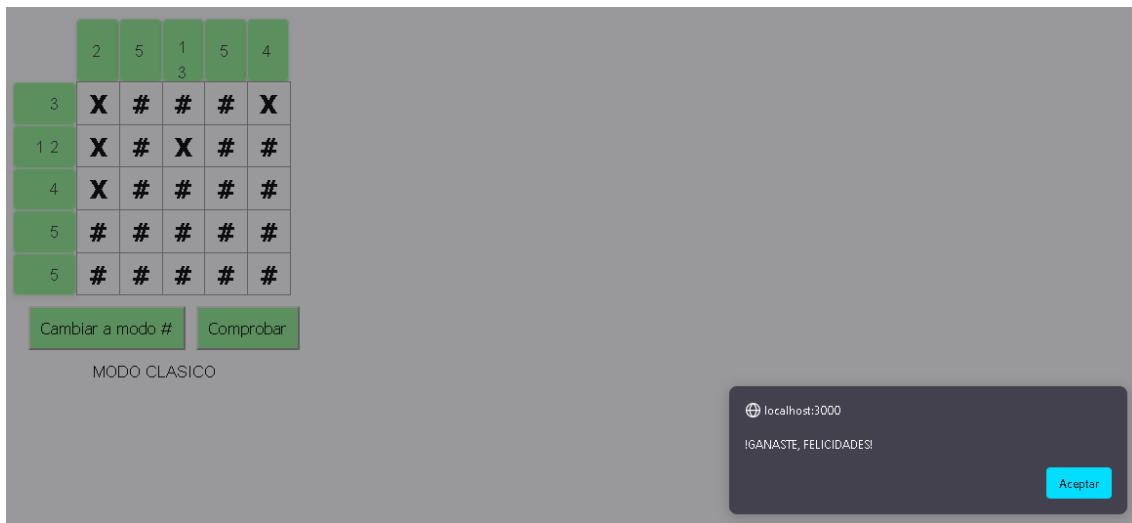 2 5 1 5 4
3
3 X # # # X
1 2 X # X # #
4 X # # # #
5 # # # # #
5 # # # # #
Cambiar a modo # Comprobar
MODO CLASICO
localhost:3000
!GANASTE, FELICIDADES!
Aceptar